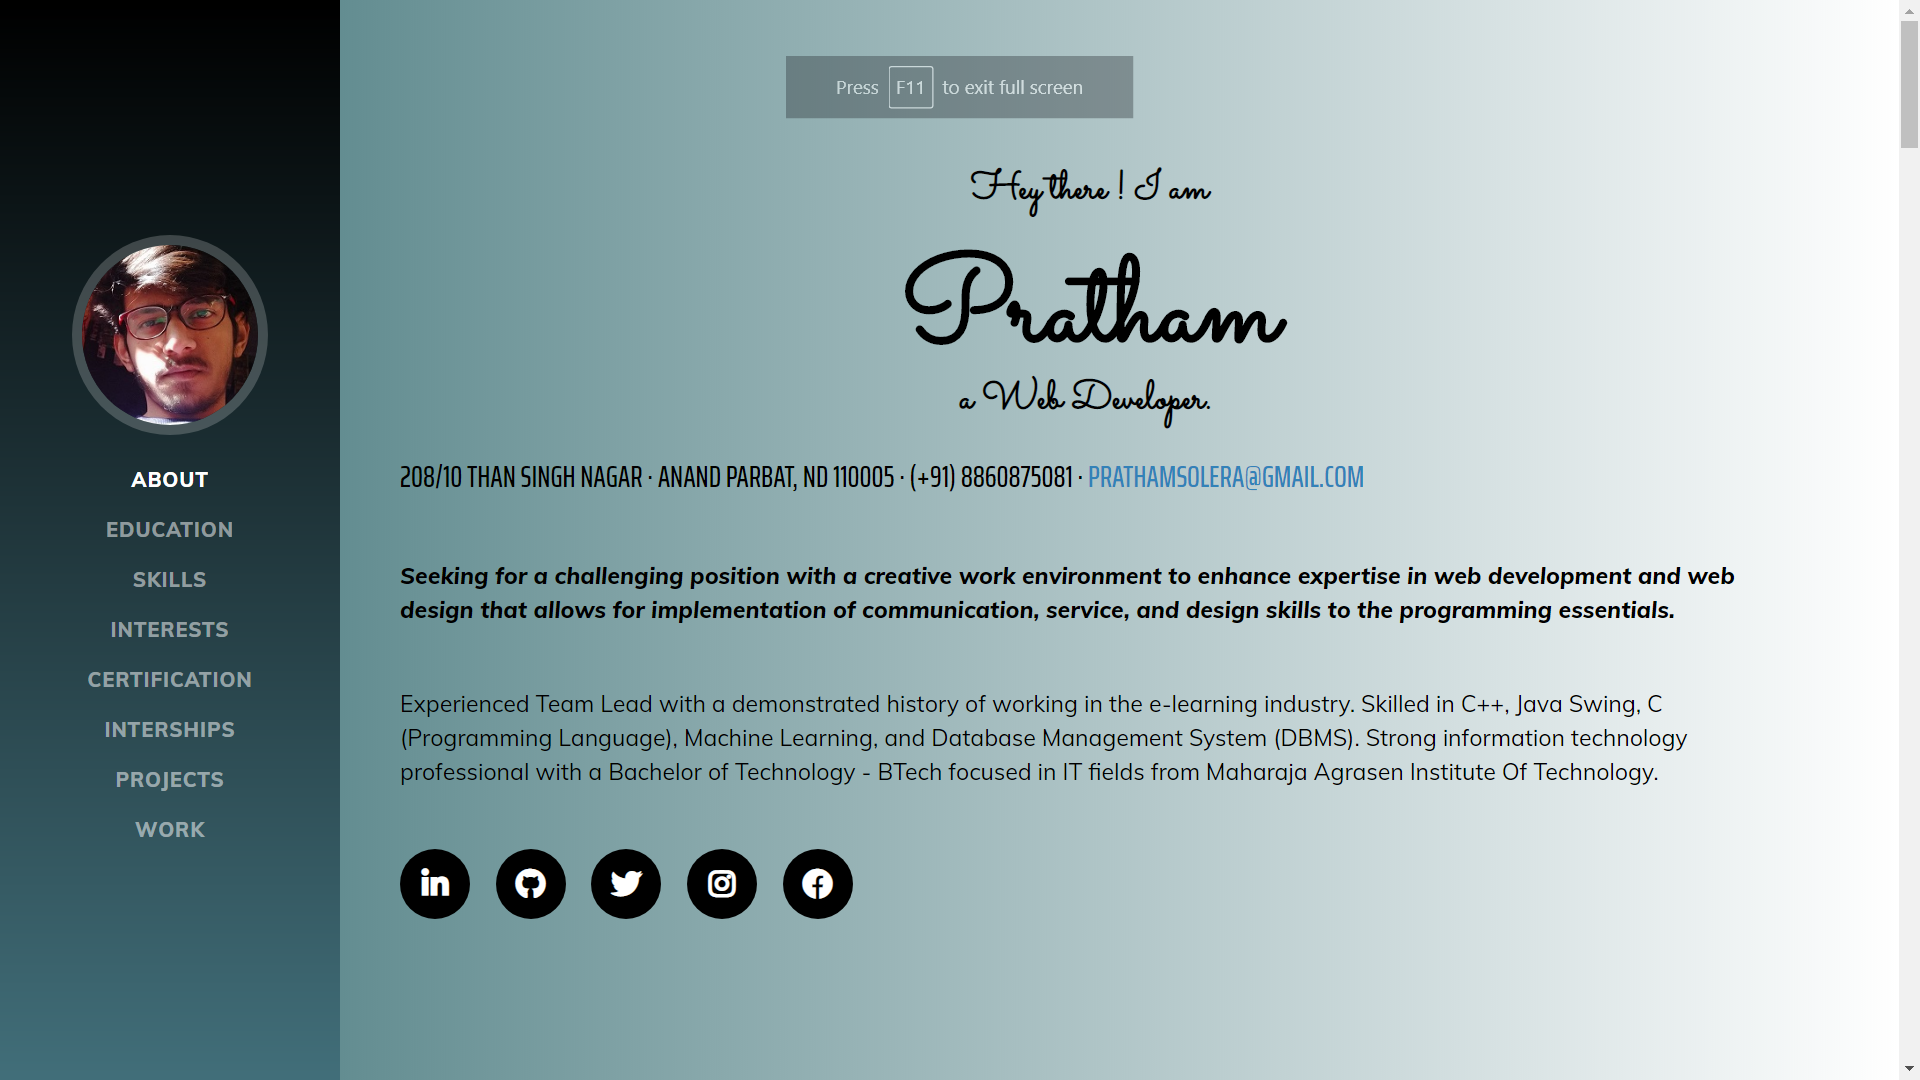 Press F11 to exit full screen
Hey there ! I am
Pratham
a Web Developer.
ABOUT
EDUCATION
SKILLS
INTERESTS
CERTIFICATION
INTERSHIPS
PROJECTS
WORK
208/10 THAN SINGH NAGAR · ANAND PARBAT, ND 110005 · (+91) 8860875081 · PRATHAMSOLERA@GMAIL.COM
Seeking for a challenging position with a creative work environment to enhance expertise in web development and web
design that allows for implementation of communication, service, and design skills to the programming essentials.
Experienced Team Lead with a demonstrated history of working in the e-learning industry. Skilled in C++, Java Swing, C
(Programming Language), Machine Learning, and Database Management System (DBMS). Strong information technology
professional with a Bachelor of Technology - BTech focused in IT fields from Maharaja Agrasen Institute Of Technology.